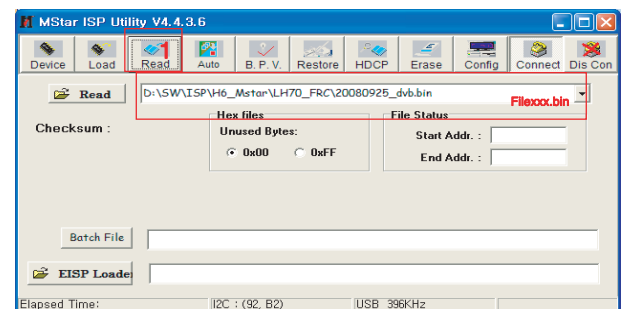 MStar ISP Utility V4.4.3.6
1
Device Load Read Auto B. P. V. Restore HDCP Erase Config Connect Dis Con
Read D:\SW\ISP\H6_Mstar\LH70_FRC\20080925_dvb.bin
Filexxx.bin
Hex files File Status
Checksum : Unused Bytes: Start Addr. :
0x00 0xFF End Addr. :
Batch File
EISP Loade
Elapsed Time: I2C : (92, B2) USB 396KHz